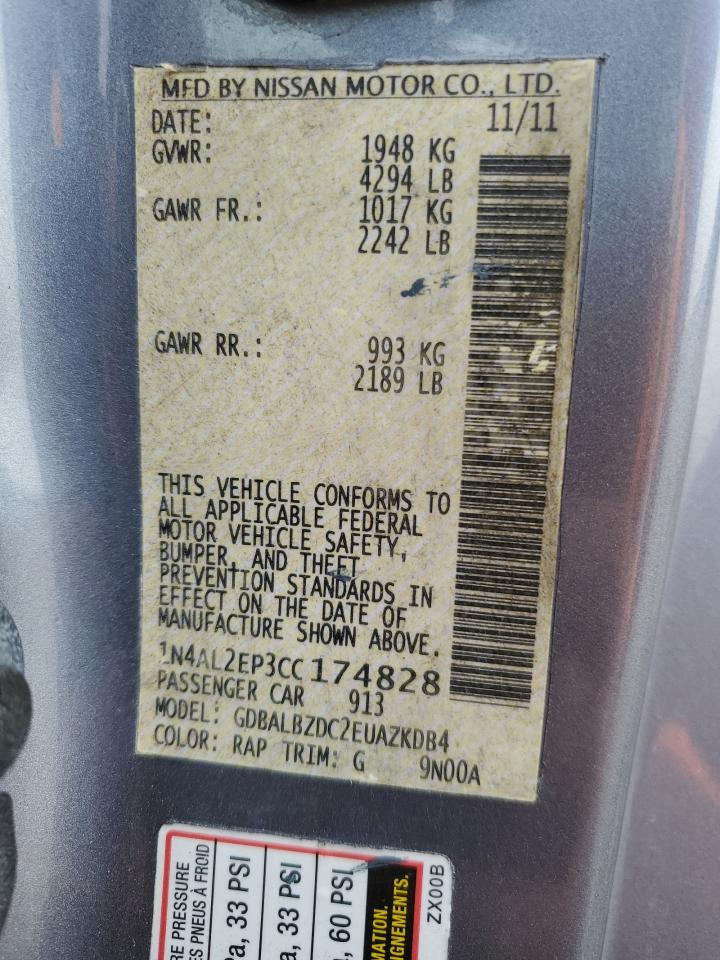 MFD BY NISSAN MOTOR CO., LTD.
DATE: 11/11
GVWR: 1948 KG
4294 LB
GAWR FR.: 1017 KG
2242 LB
GAWR RR.: 993 KG
2189 LB
THIS VEHICLE CONFORMS TO
ALL APPLICABLE FEDERAL
MOTOR VEHICLE SAFETY,
BUMPER, AND THEFT
PREVENTION STANDARDS IN
EFFECT ON THE DATE OF
MANUFACTURE SHOWN ABOVE.
1N4AL2EP3CC174828
PASSENGER CAR 913
MODEL: GDBALBZDC2EUAZKDB4
COLOR: RAP TRIM: G 9N00A
PRESSURE
PNEUS À FROID
33 PSI
33 PSI
60 PSI
ZX00B